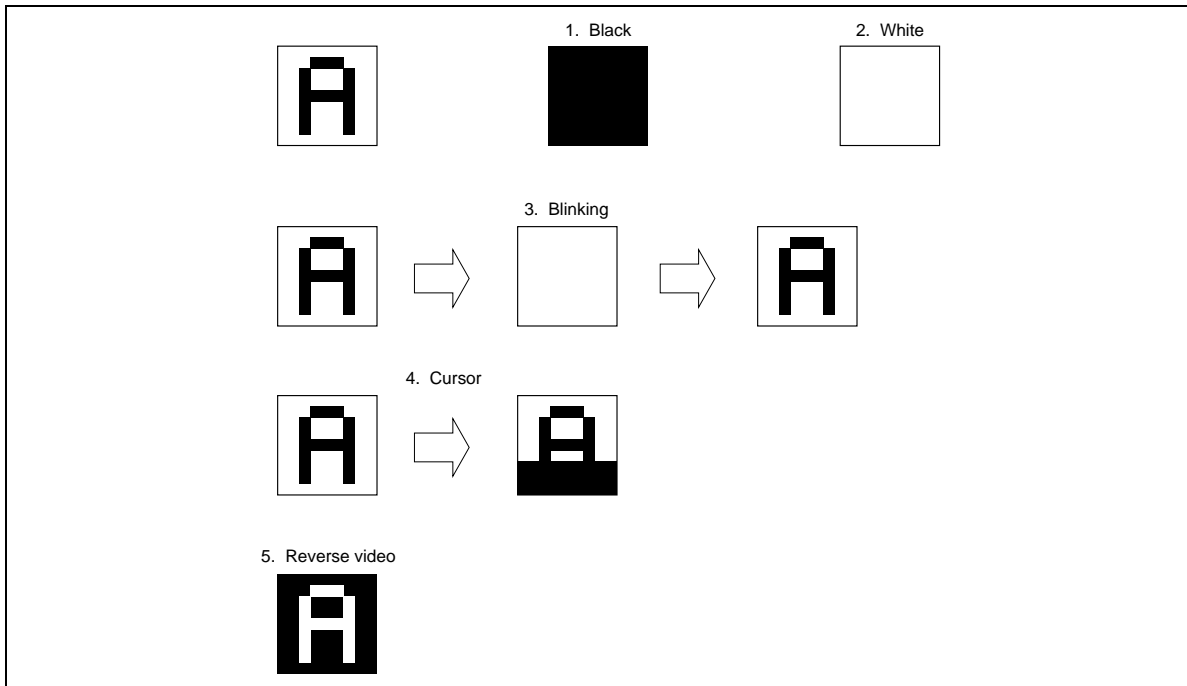 1. Black
2. White
A
3. Blinking
A
A
4. Cursor
A
A
5. Reverse video
A